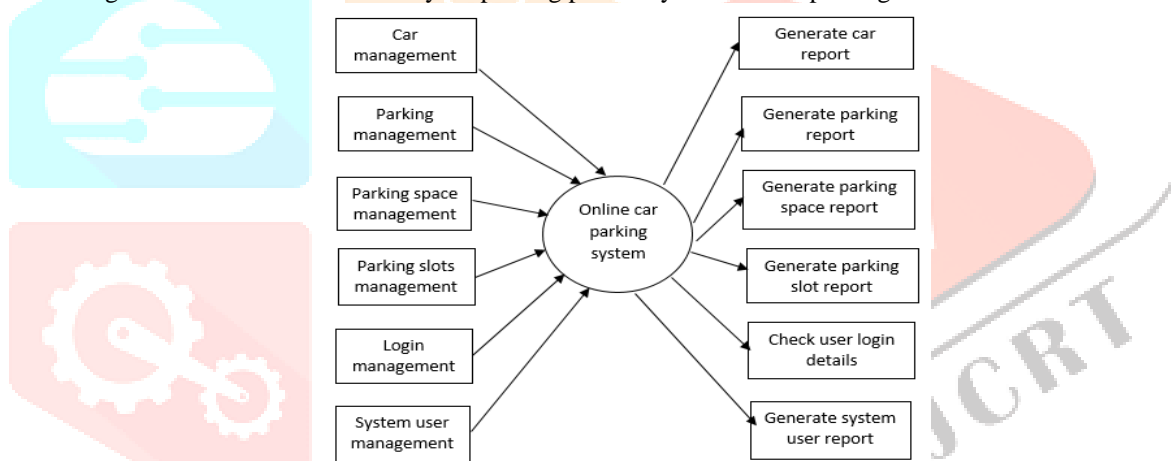 Car
management
Parking
management
Parking space
management
Parking slots
management
Login
management
System user
management
Online car
parking
system
Generate car
report
Generate parking
report
Generate parking
space report
Generate parking
slot report
Check user login
details
Generate system
user report
JCRT